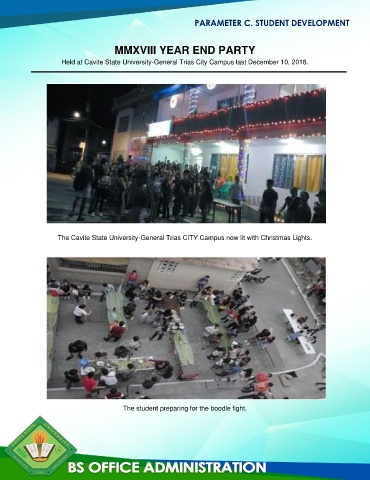 PARAMETER C. STUDENT DEVELOPMENT
MMXVIII YEAR END PARTY
Held at Cavite State University-General Trias City Campus last December 10, 2018.
The Cavite State University-General Trias CITY Campus now lit with Christmas Lights.
The student preparing for the boodle fight.
BS OFFICE ADMINISTRATION